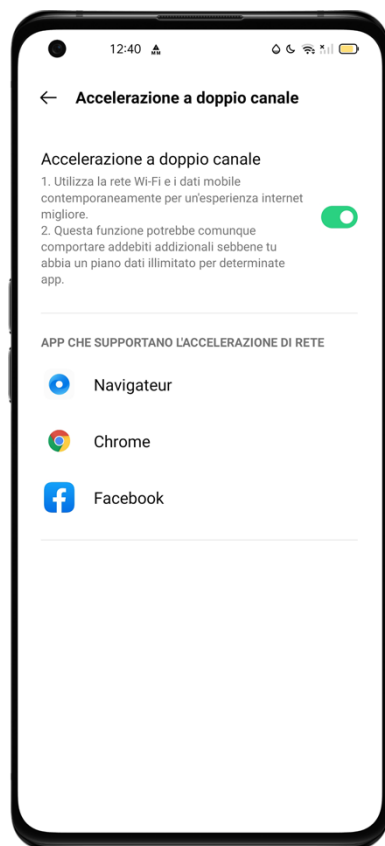 12:40
Accelerazione a doppio canale
Accelerazione a doppio canale
1. Utilizza la rete Wi-Fi e i dati mobile
contemporaneamente per un'esperienza internet
migliore.
2. Questa funzione potrebbe comunque
comportare addebiti addizionali sebbene tu
abbia un piano dati illimitato per determinate
app.
APP CHE SUPPORTANO L'ACCELERAZIONE DI RETE
Navigateur
Chrome
Facebook